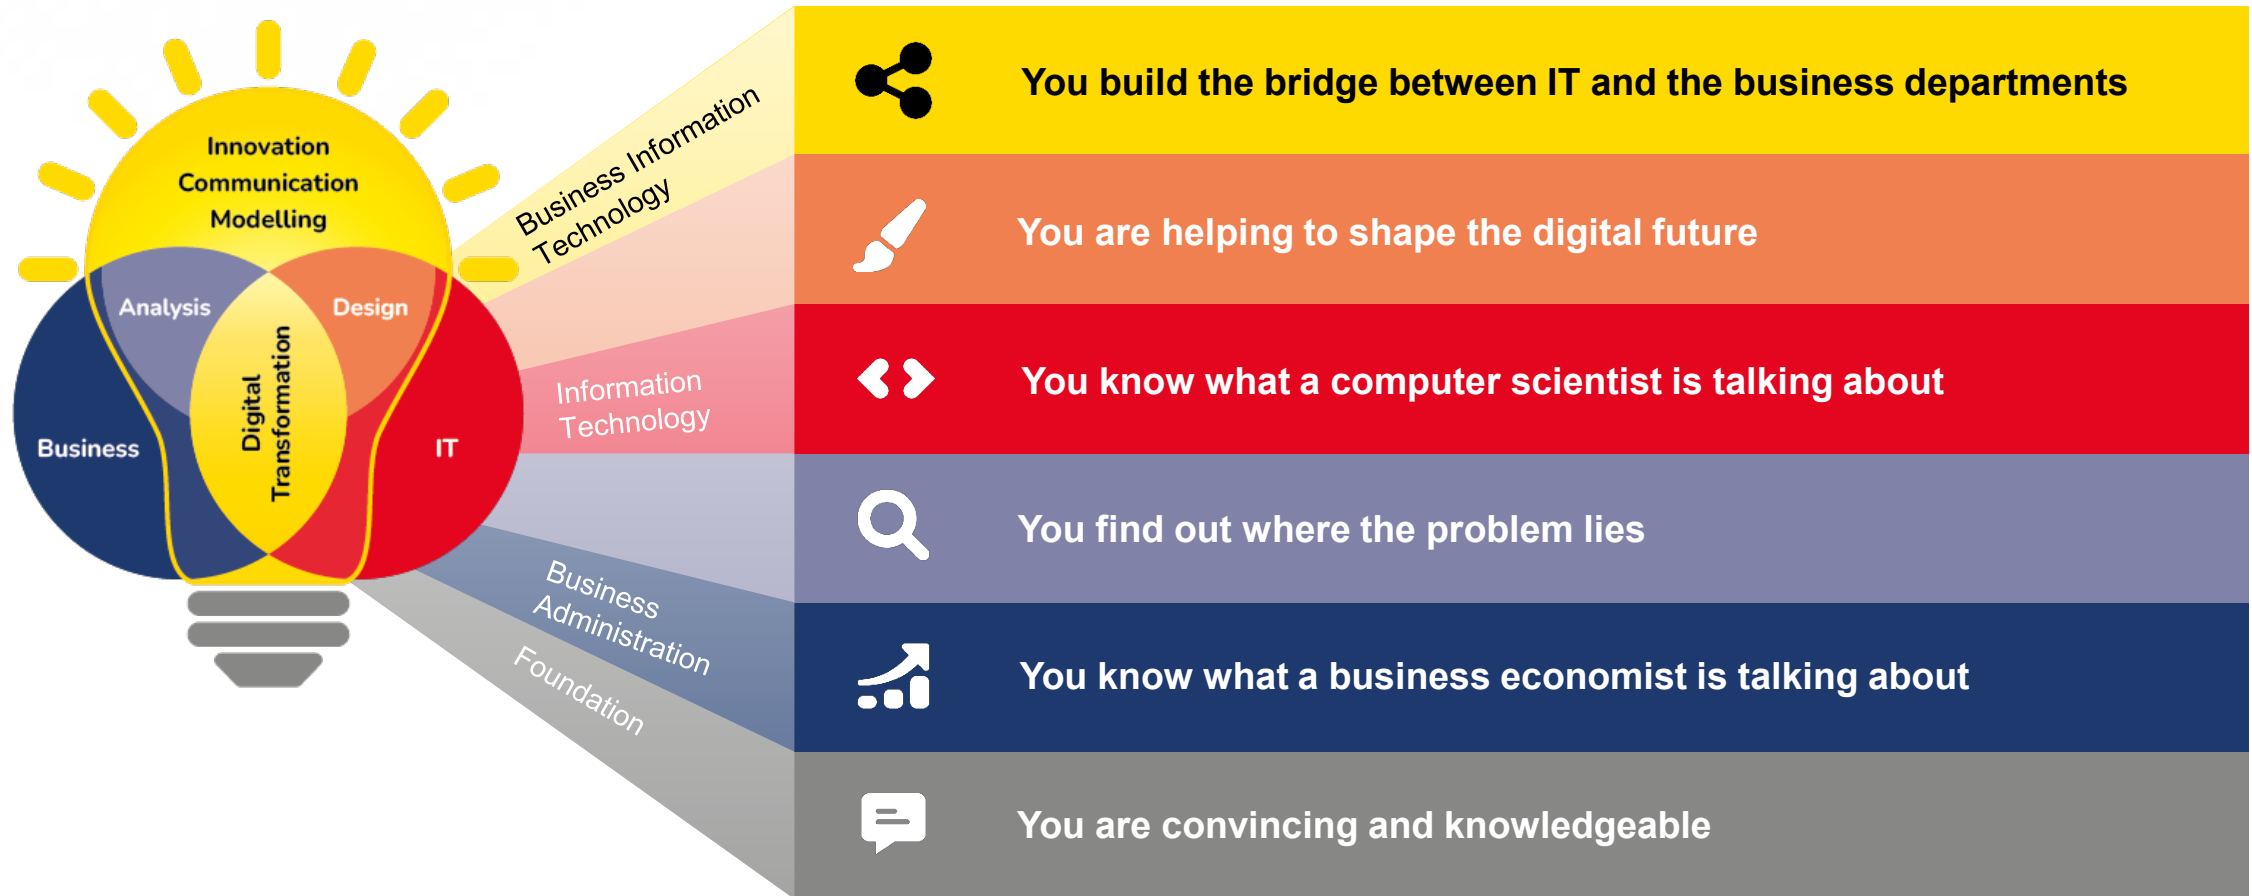 Innovation
Communication
Modelling
Analysis
Design
Digital
Transformation
Business
IT
Business Information
Technology
Information
Technology
Business
Administration
Foundation
You build the bridge between IT and the business departments
You are helping to shape the digital future
You know what a computer scientist is talking about
You find out where the problem lies
You know what a business economist is talking about
You are convincing and knowledgeable